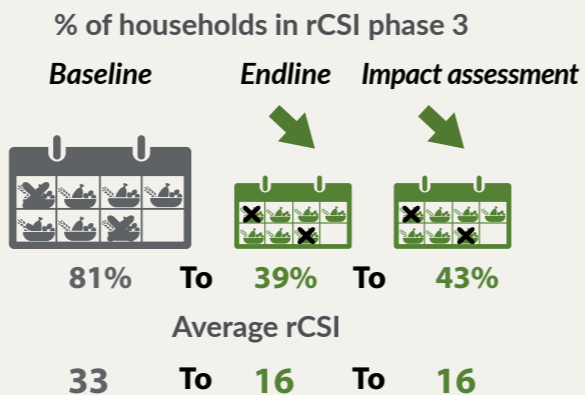 % of households in rCSI phase 3
Baseline Endline Impact assessment
81% To 39% To 43%
Average rCSI
33 To 16 To 16